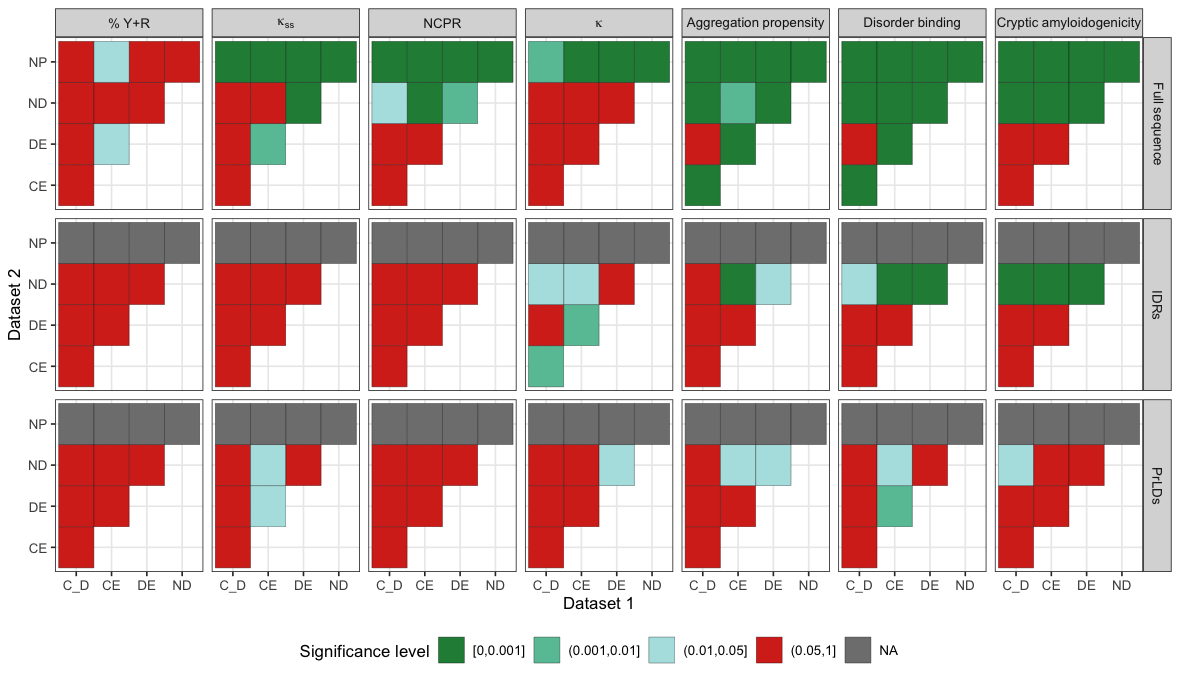 % Y+R κss NCPR κ Aggregation propensity Disorder binding Cryptic amyloidogenicity
NP
ND
DE
CE
Full sequence
NP
ND
DE
CE
IDRs
NP
ND
DE
CE
PrLDs
Dataset 2
C_D CE DE ND C_D CE DE ND C_D CE DE ND C_D CE DE ND C_D CE DE ND C_D CE DE ND C_D CE DE ND
Dataset 1
Significance level [0,0.001] (0.001,0.01] (0.01,0.05] (0.05,1] NA